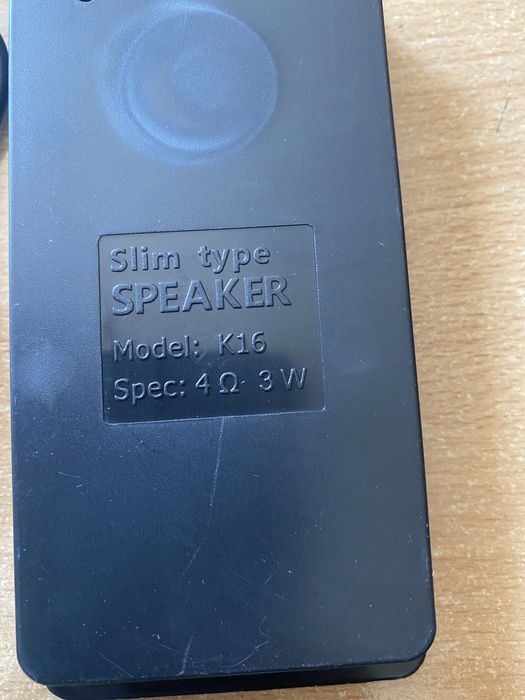 Slim type
SPEAKER
Model: K16
Spec: 4 Ω 3 W